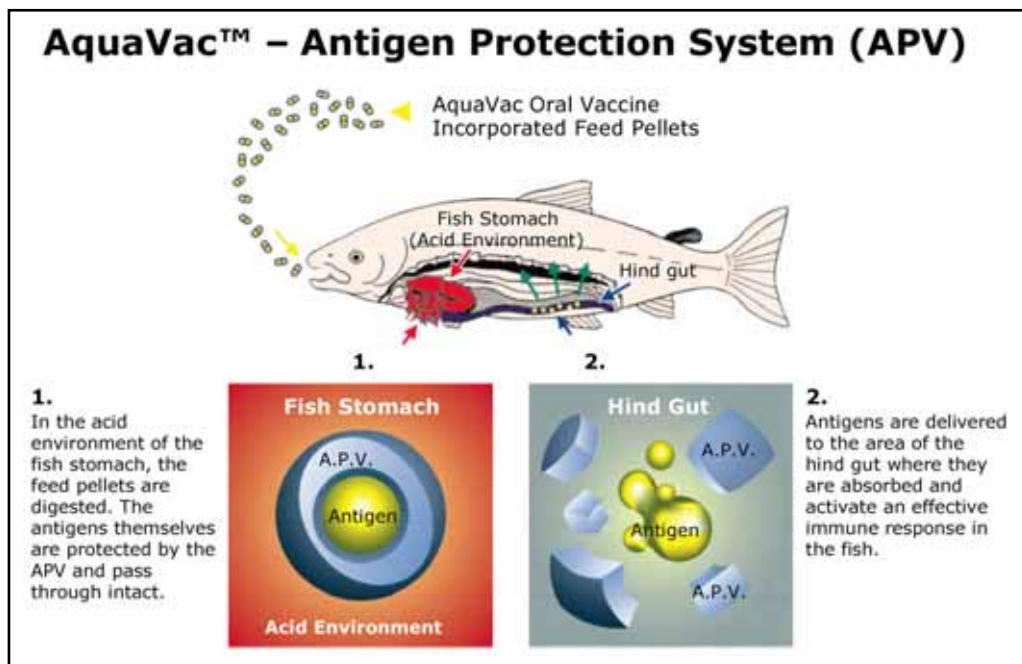 AquaVac™ – Antigen Protection System (APV)
AquaVac Oral Vaccine
Incorporated Feed Pellets
Fish Stomach
(Acid Environment)
Hind gut
1.
2.
1.
In the acid
environment of the
fish stomach, the
feed pellets are
digested. The
antigens themselves
are protected by the
APV and pass
through intact.
Fish Stomach
A.P.V.
Antigen
Acid Environment
Hind Gut
A.P.V.
Antigen
A.P.V.
2.
Antigens are delivered
to the area of the
hind gut where they
are absorbed and
activate an effective
immune response in
the fish.